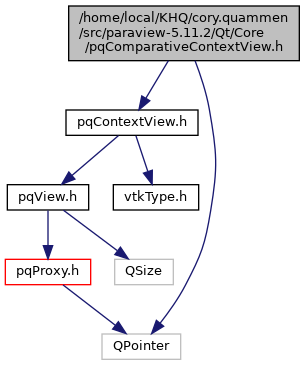 /home/local/KHQ/cory.quammen
/src/paraview-5.11.2/Qt/Core
/pqComparativeContextView.h
pqContextView.h
pqView.h
vtkType.h
pqProxy.h
QSize
QPointer